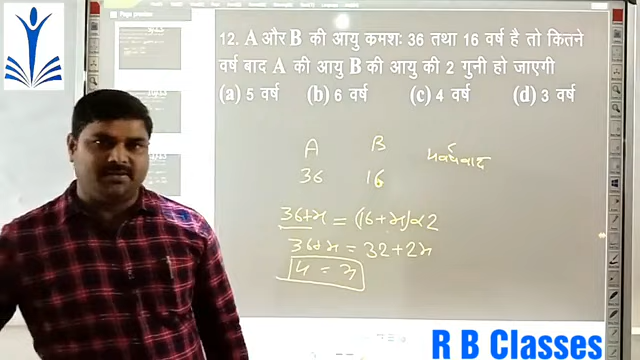 12. A और B की आयु क्रमशः 36 तथा 16 वर्ष है तो कितने
वर्ष बाद A की आयु B की आयु की 2 गुनी हो जाएगी
(a) 5 वर्ष (b) 6 वर्ष (c) 4 वर्ष (d) 3 वर्ष
A B
36 16
36+x = (16+x)×2
36+x = 32+2x
4 = x
R B Classes